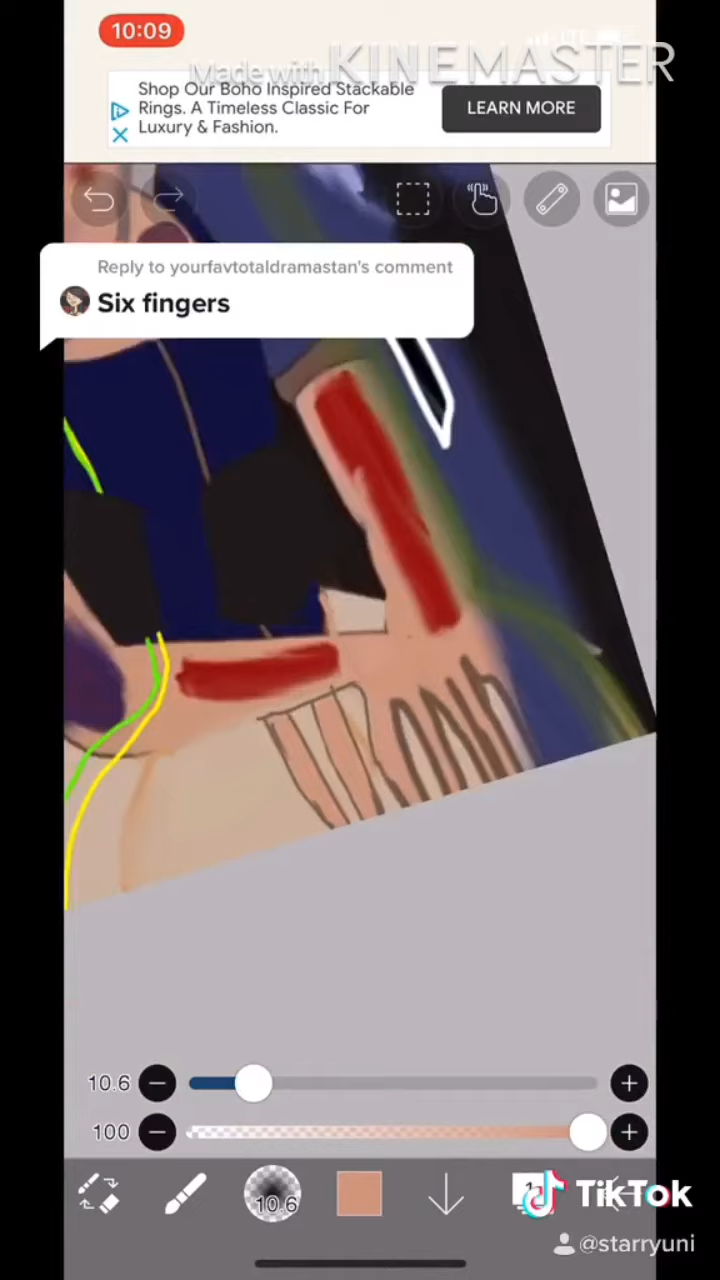 10:09
Made with KINEMASTER
Shop Our Boho Inspired Stackable
Rings. A Timeless Classic For
Luxury & Fashion.
LEARN MORE
Reply to yourfavtotaldramastan's comment
Six fingers
10.6
100
10.6
TikTok
@starryuni